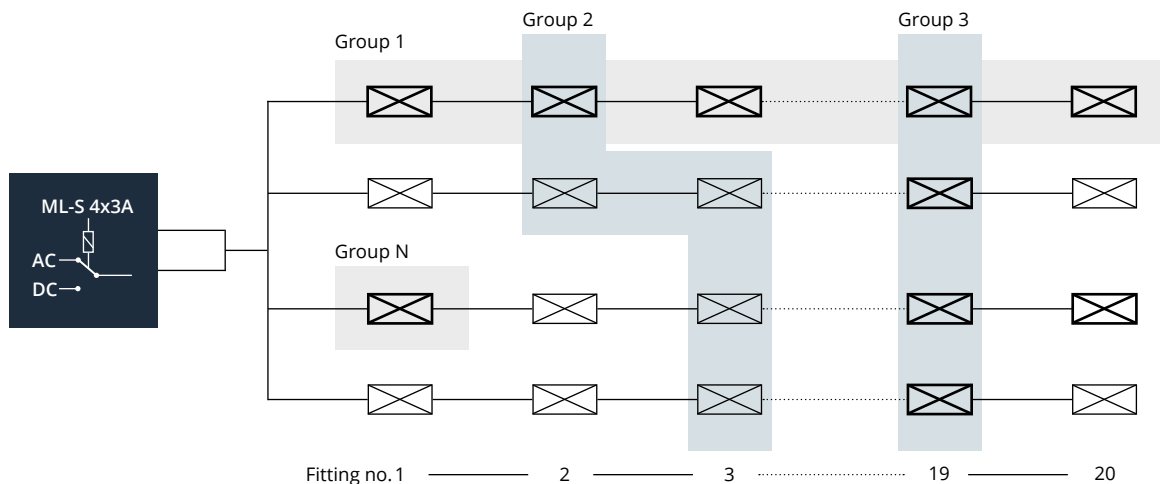 Group 2
Group 3
Group 1
ML-S 4x3A
AC
DC
Group N
Fitting no. 1 2 3 19 20